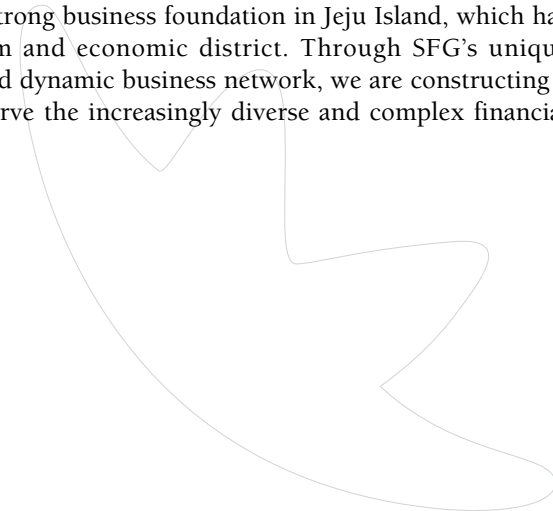 trong business foundation in Jeju Island, which ha
m and economic district. Through SFG's uniqu
d dynamic business network, we are constructing
rve the increasingly diverse and complex financia